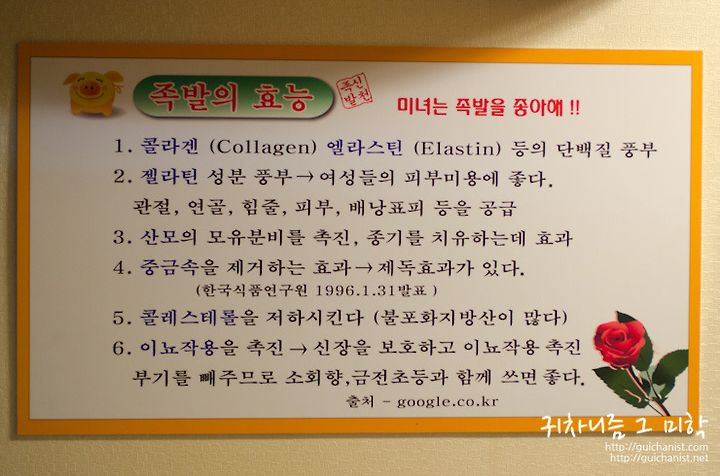 족발의 효능
족신
발천
미녀는 족발을 좋아해 !!
1. 콜라겐 (Collagen) 엘라스틴 (Elastin) 등의 단백질 풍부
2. 젤라틴 성분 풍부→여성들의 피부미용에 좋다.
관절, 연골, 힘줄, 피부, 배낭표피 등을 공급
3. 산모의 모유분비를 촉진, 종기를 치유하는데 효과
4. 중금속을 제거하는 효과→제독효과가 있다.
(한국식품연구원 1996.1.31발표 )
5. 콜레스테롤을 저하시킨다 (불포화지방산이 많다)
6. 이뇨작용을 촉진→신장을 보호하고 이뇨작용 촉진
부기를 빼주므로 소회향,금전초등과 함께 쓰면 좋다.
출처 - google.co.kr
귀차니즘 그 미학
http://guichanist.com
http://guichanist.net